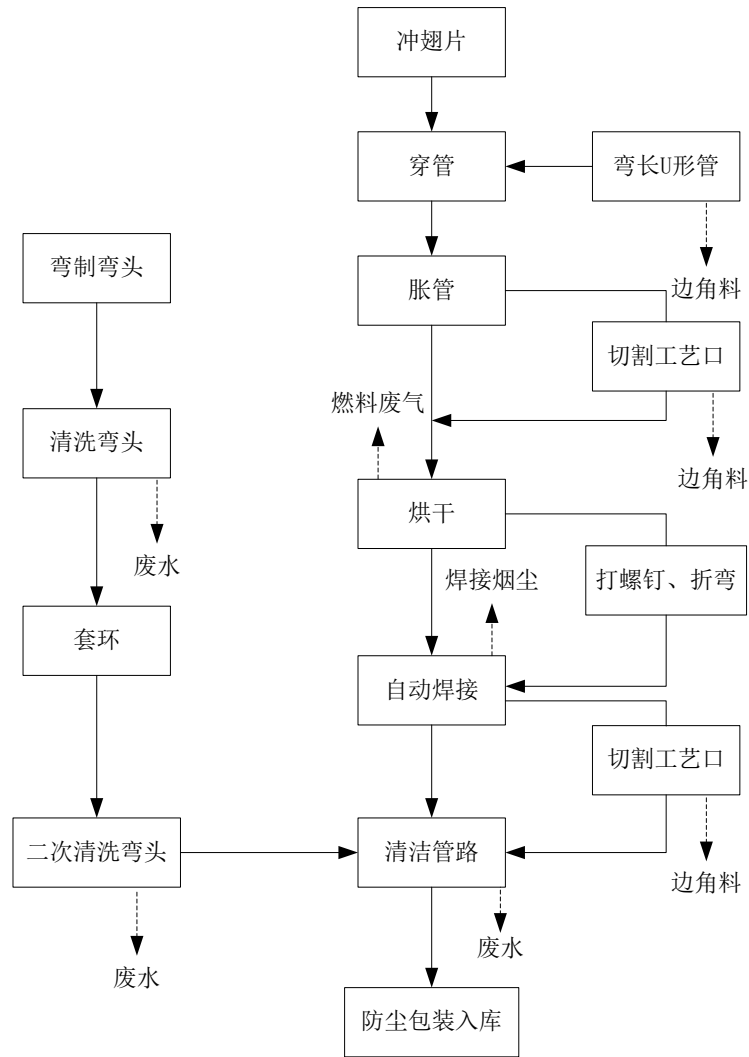 冲翅片
穿管
弯长U形管
弯制弯头
胀管
边角料
切割工艺口
燃料废气
清洗弯头
边角料
烘干
废水
焊接烟尘
打螺钉、折弯
套环
自动焊接
切割工艺口
二次清洗弯头
清洁管路
边角料
废水
废水
防尘包装入库